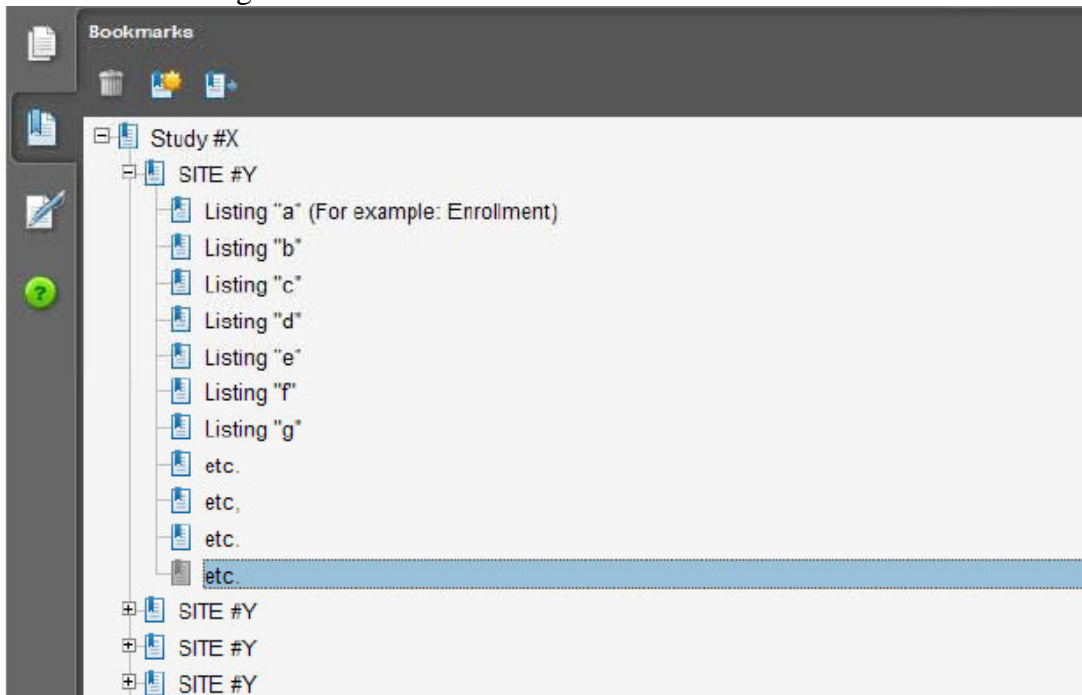 Bookmarks
Study #X
SITE #Y
Listing "a" (For example: Enrollment)
Listing "b"
Listing "c"
Listing "d"
Listing "e"
Listing "f"
Listing "g"
etc.
etc,
etc.
etc.
SITE #Y
SITE #Y
SITE #Y